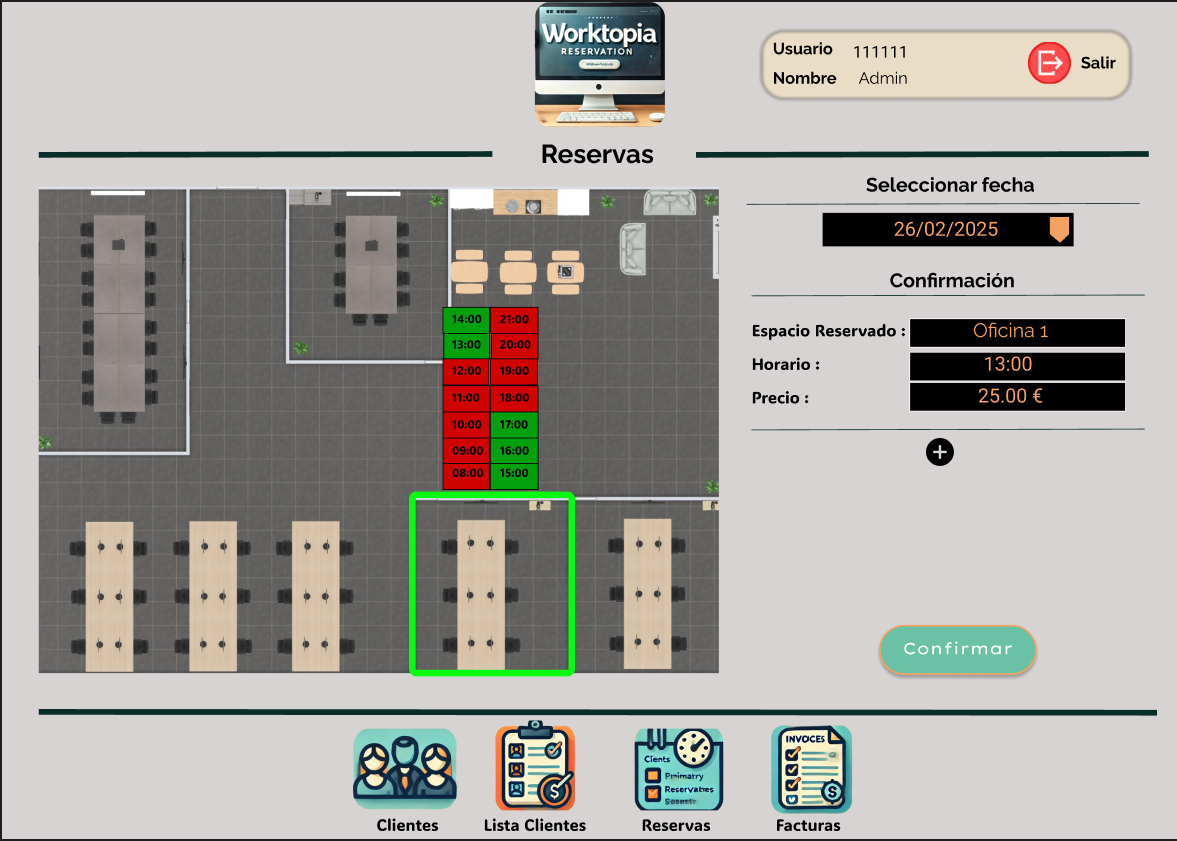 Worktopia
RESERVATION
Usuario 111111
Nombre Admin
Salir
Reservas
Seleccionar fecha
26/02/2025
Confirmación
Espacio Reservado : Oficina 1
Horario : 13:00
Precio : 25.00 €
14:00 21:00
13:00 20:00
12:00 19:00
11:00 18:00
10:00 17:00
09:00 16:00
08:00 15:00
Confirmar
Clients
Reservatres
INVOCES
Clientes
Lista Clientes
Reservas
Facturas